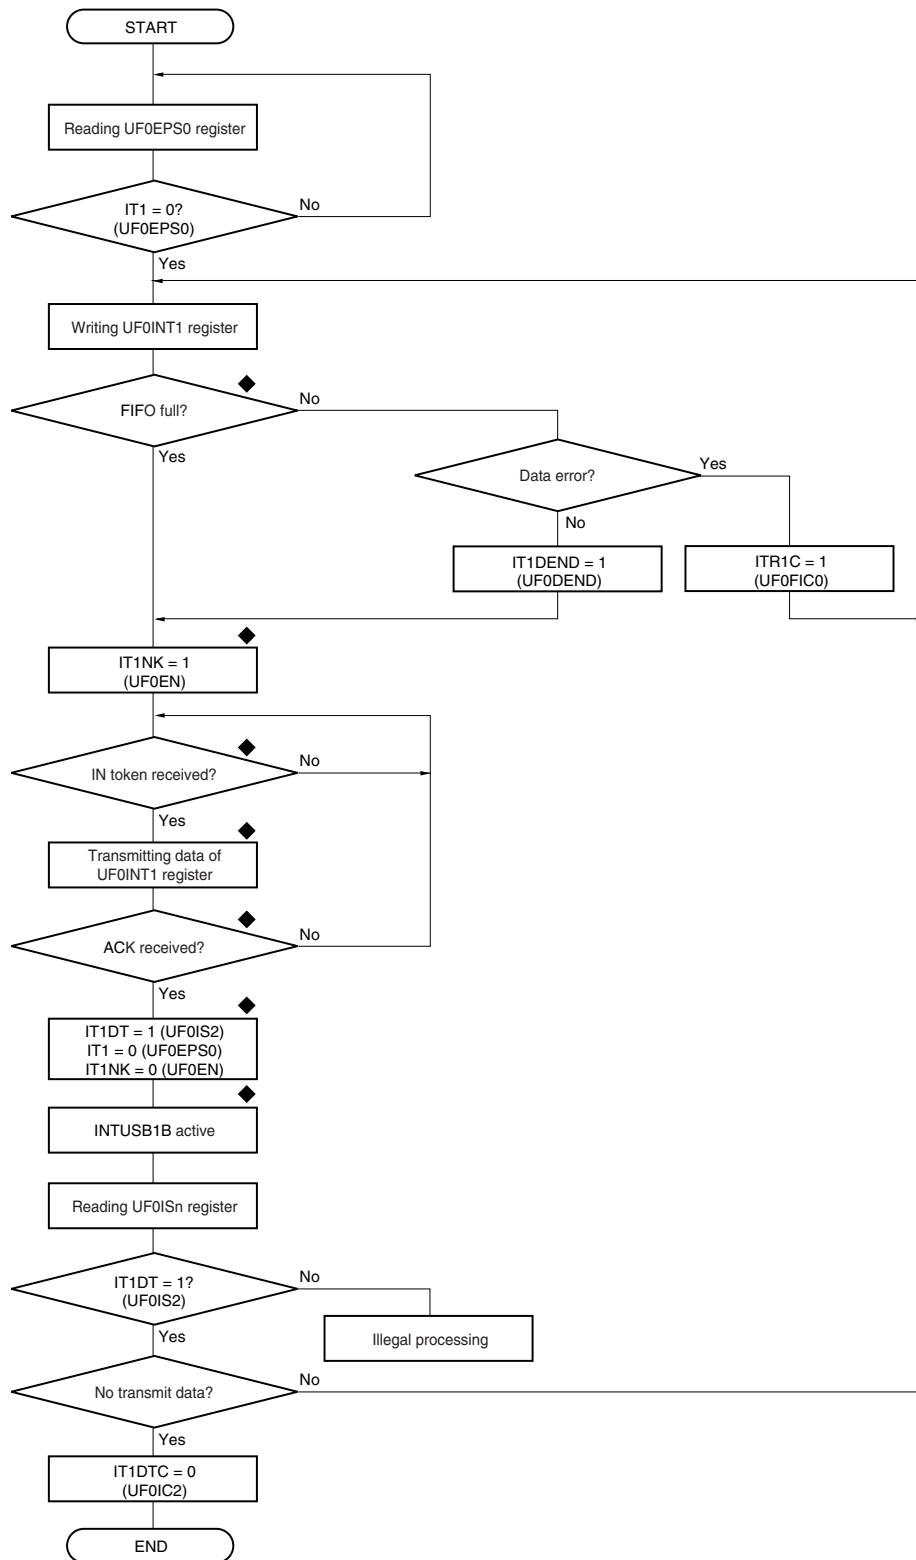 START
Reading UF0EPS0 register
IT1 = 0?
(UF0EPS0)
No
Yes
Writing UF0INT1 register
FIFO full?
No
Yes
Data error?
Yes
No
IT1DEND = 1
(UF0DEND)
ITR1C = 1
(UF0FIC0)
IT1NK = 1
(UF0EN)
IN token received?
No
Yes
Transmitting data of
UF0INT1 register
ACK received?
No
Yes
IT1DT = 1 (UF0IS2)
IT1 = 0 (UF0EPS0)
IT1NK = 0 (UF0EN)
INTUSB1B active
Reading UF0ISn register
IT1DT = 1?
(UF0IS2)
No
Illegal processing
Yes
No transmit data?
No
Yes
IT1DTC = 0
(UF0IC2)
END